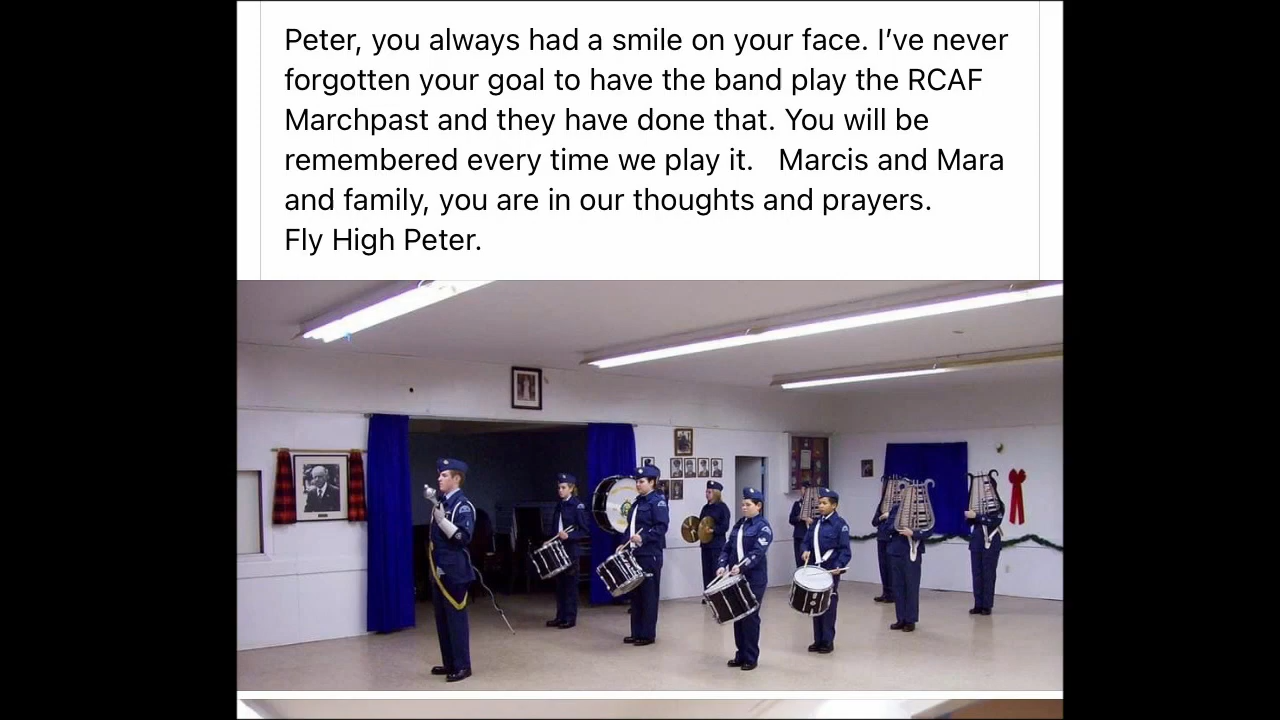 Peter, you always had a smile on your face. I’ve never
forgotten your goal to have the band play the RCAF
Marchpast and they have done that. You will be
remembered every time we play it.   Marcis and Mara
and family, you are in our thoughts and prayers.
Fly High Peter.